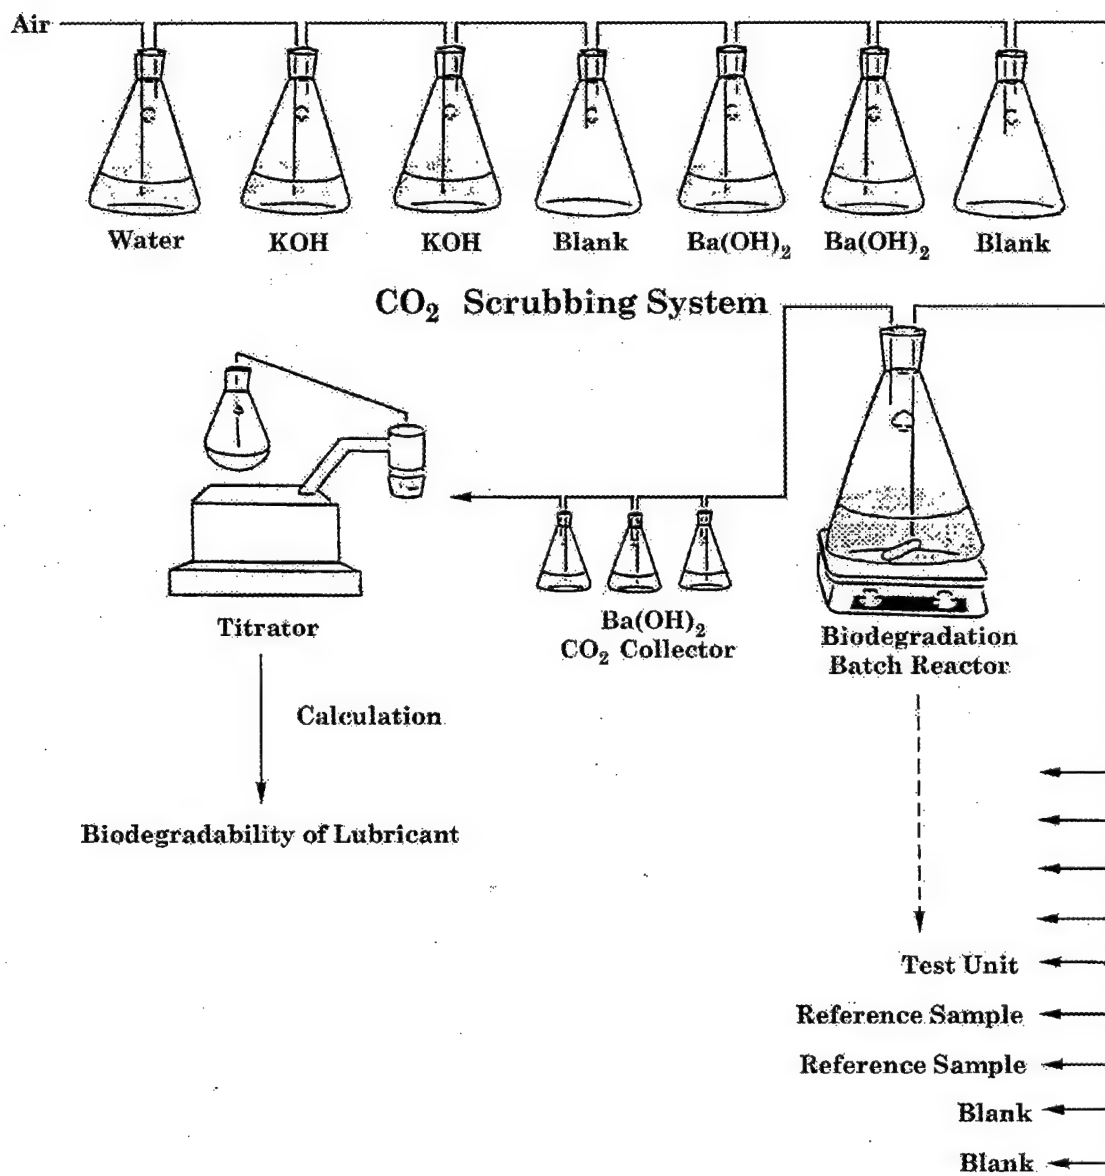 Air
Water
KOH
KOH
Blank
Ba(OH)₂
Ba(OH)₂
Blank
CO₂ Scrubbing System
Titrator
Ba(OH)₂
CO₂ Collector
Biodegradation
Batch Reactor
Calculation
Biodegradability of Lubricant
Test Unit
Reference Sample
Reference Sample
Blank
Blank